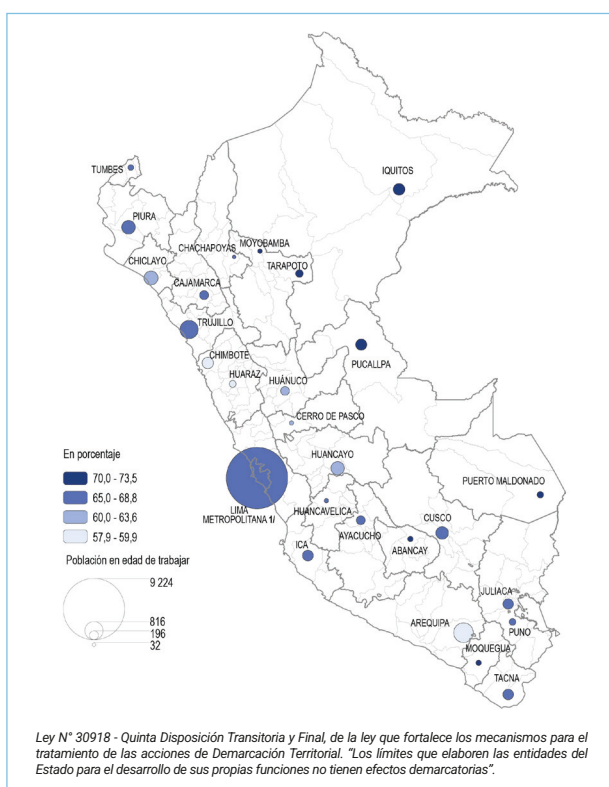 IQUITOS
TUMBES
PIURA
CHACHAPOYAS
MOYOBAMBA
CHICLAYO
TARAPOTO
CAJAMARCA
TRUJILLO
CHIMBOTE
PUCALLPA
HUARAZ
HUÁNUCO
CERRO DE PASCO
En porcentaje
70,0 - 73,5
65,0 - 68,8
60,0 - 63,6
57,9 - 59,9
HUANCAYO
PUERTO MALDONADO
LIMA
METROPOLITANA 1/
HUANCAVELICA
AYACUCHO
CUSCO
ICA
ABANCAY
Población en edad de trabajar
9 224
816
196
32
JULIACA
AREQUIPA
PUNO
MOQUEGUA
TACNA
Ley N° 30918 - Quinta Disposición Transitoria y Final, de la ley que fortalece los mecanismos para el
tratamiento de las acciones de Demarcación Territorial. “Los límites que elaboren las entidades del
Estado para el desarrollo de sus propias funciones no tienen efectos demarcatorias”.